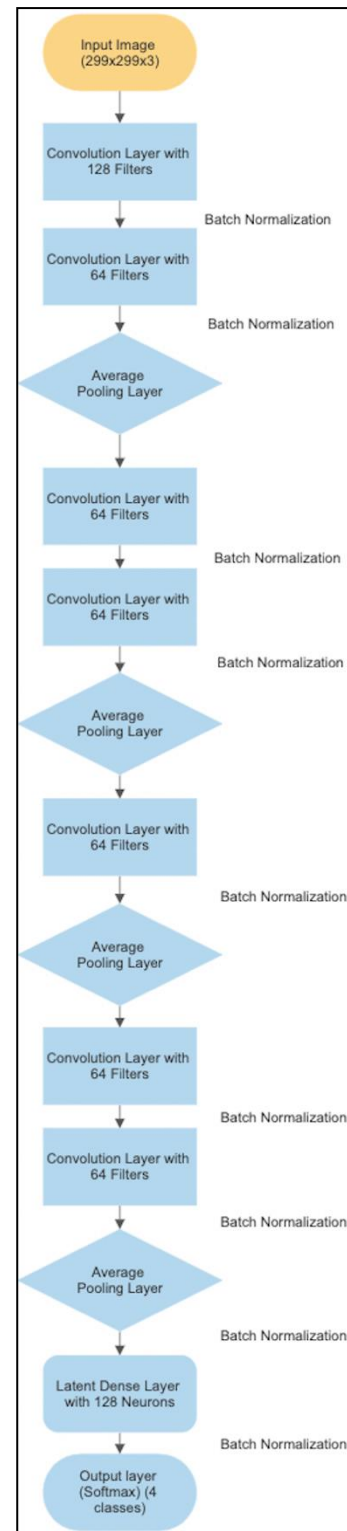 Input Image
(299x299x3)
Convolution Layer with
128 Filters
Batch Normalization
Convolution Layer with
64 Filters
Batch Normalization
Average
Pooling Layer
Convolution Layer with
64 Filters
Batch Normalization
Convolution Layer with
64 Filters
Batch Normalization
Average
Pooling Layer
Convolution Layer with
64 Filters
Batch Normalization
Average
Pooling Layer
Convolution Layer with
64 Filters
Batch Normalization
Convolution Layer with
64 Filters
Batch Normalization
Average
Pooling Layer
Batch Normalization
Latent Dense Layer
with 128 Neurons
Batch Normalization
Output layer
(Softmax) (4
classes)